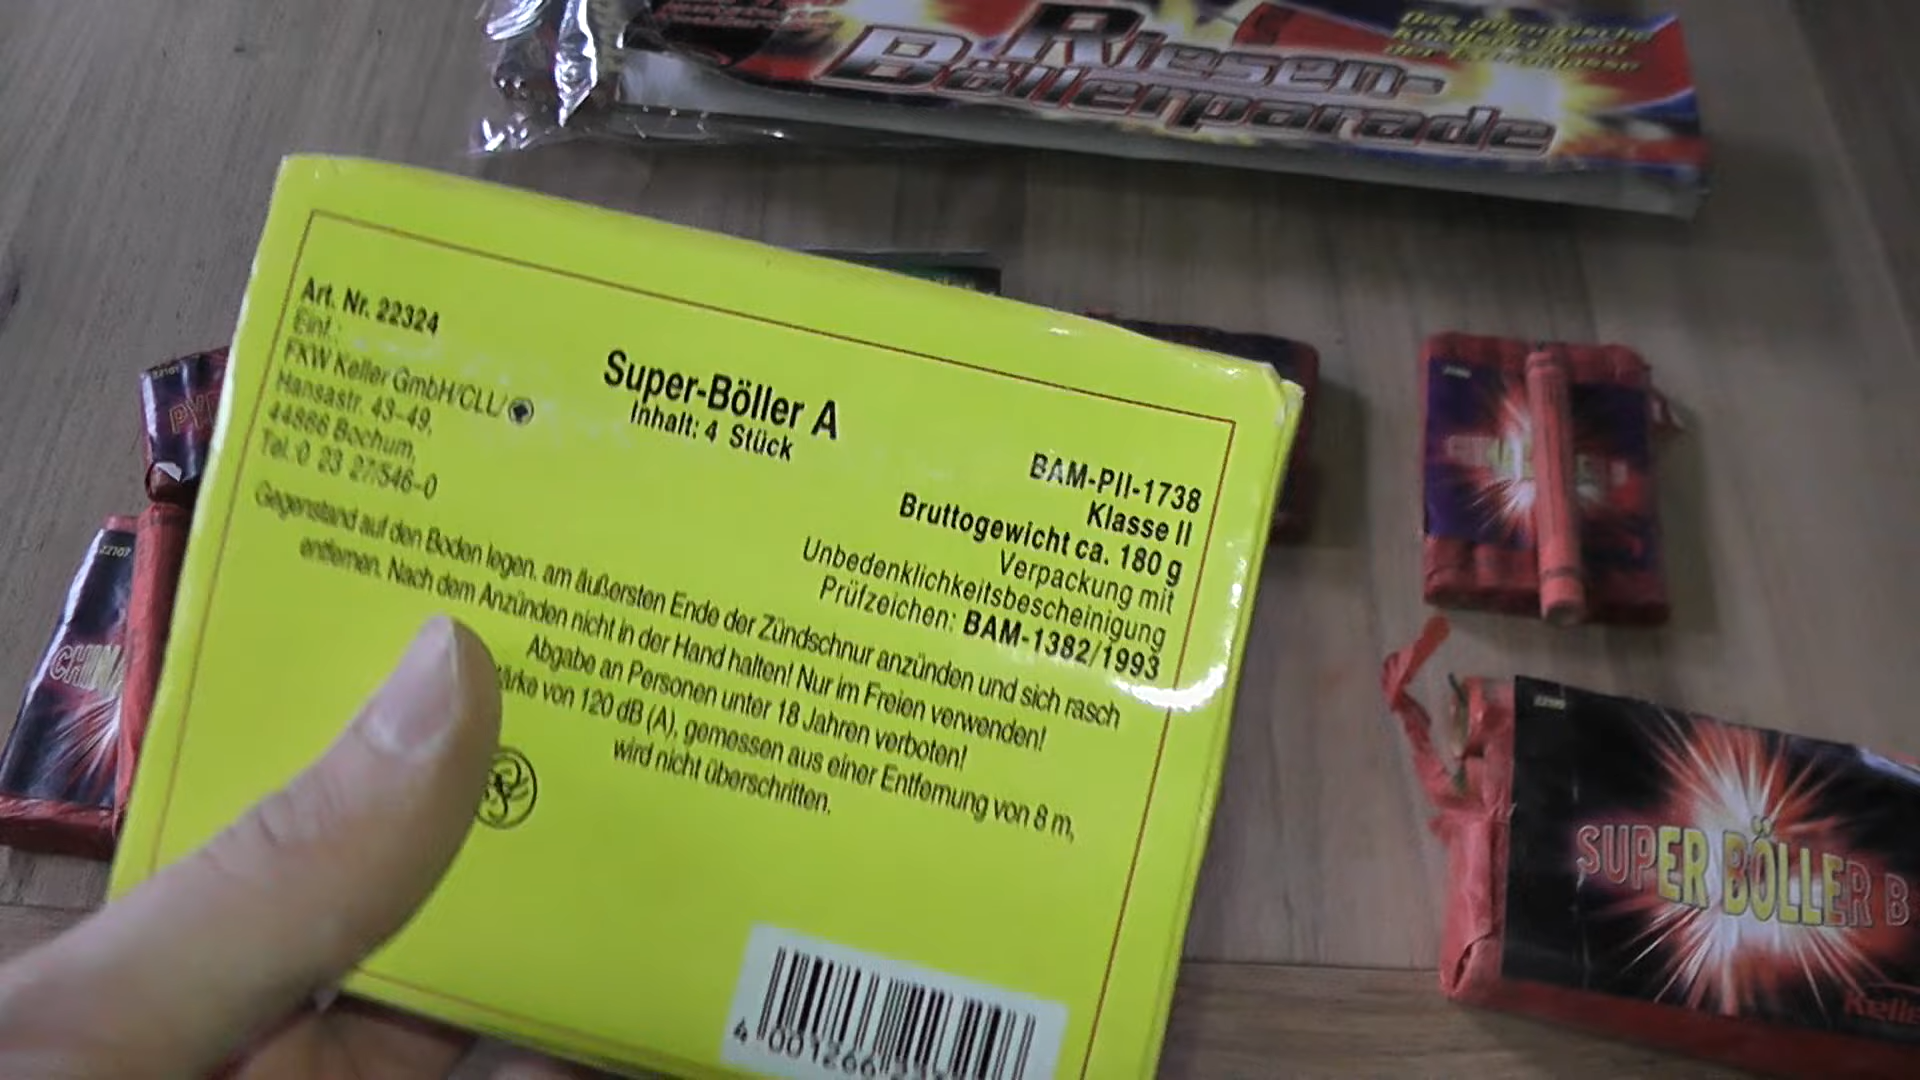 Riesen-
Böllerparade
Art. Nr. 22324
Einf.:
FKW Keller GmbH/CLL/
Hansastr. 43-49,
44866 Bochum,
Tel.: 0 23 27/546-0
Super-Böller A
Inhalt: 4 Stück
BAM-PII-1738
Klasse II
Bruttogewicht ca. 180 g
Verpackung mit
Unbedenklichkeitsbescheinigung
Prüfzeichen: BAM-1382/1993
Gegenstand auf den Boden legen, am äußersten Ende der Zündschnur anzünden und sich rasch
entfernen. Nach dem Anzünden nicht in der Hand halten! Nur im Freien verwenden!
Abgabe an Personen unter 18 Jahren verboten!
von 120 dB (A), gemessen aus einer Entfernung von 8 m,
wird nicht überschritten.
4 001266
22107
CHINA
SUPER BÖLLER B